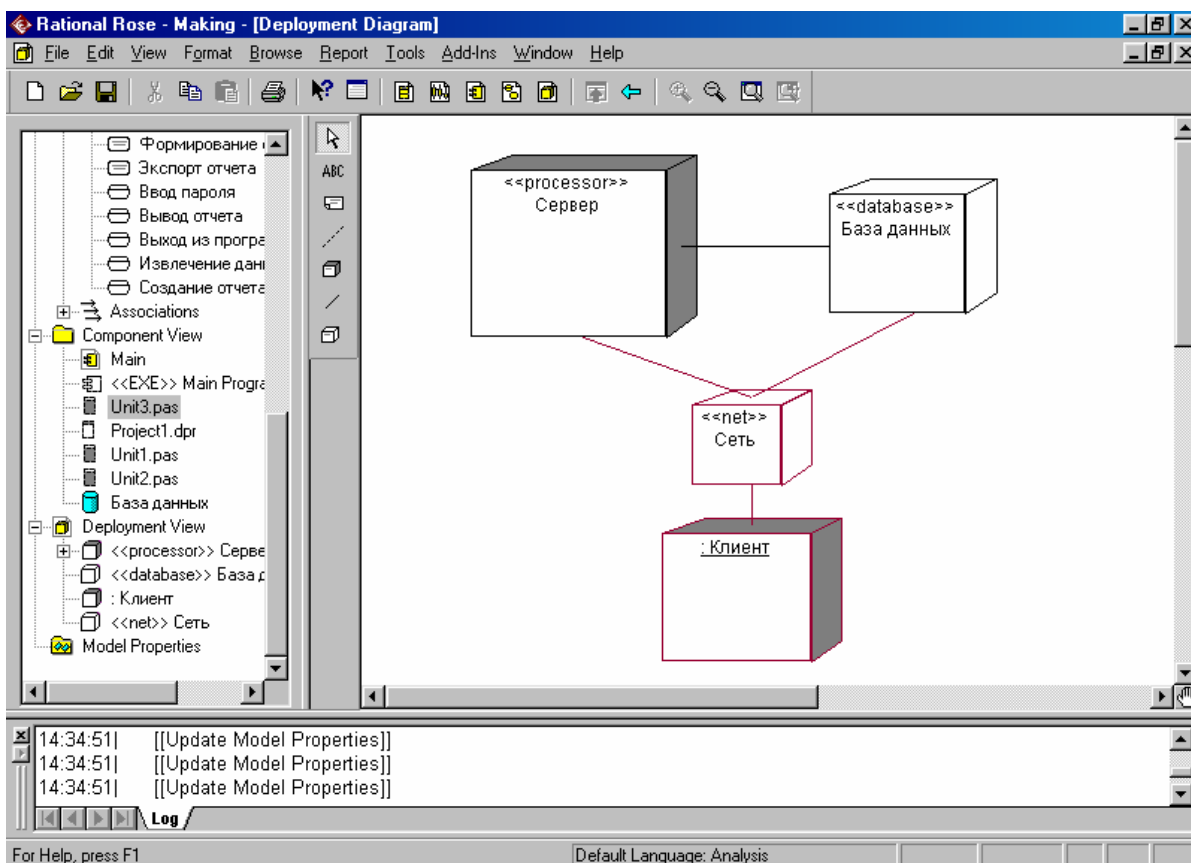 Rational Rose - Making - [Deployment Diagram]
File Edit View Format Browse Report Tools Add-Ins Window Help
Формирование
Экспорт отчета
Ввод пароля
Вывод отчета
Выход из програ
Извлечение данн
Создание отчета
Associations
Component View
Main
<<EXE>> Main Progra
Unit3.pas
Project1.dpr
Unit1.pas
Unit2.pas
База данных
Deployment View
<<processor>> Серве
<<database>> База д
: Клиент
<<net>> Сеть
Model Properties
ABC
<<processor>>
Сервер
<<database>>
База данных
<<net>>
Сеть
: Клиент
14:34:51| [[Update Model Properties]]
14:34:51| [[Update Model Properties]]
14:34:51| [[Update Model Properties]]
Log
For Help, press F1
Default Language: Analysis